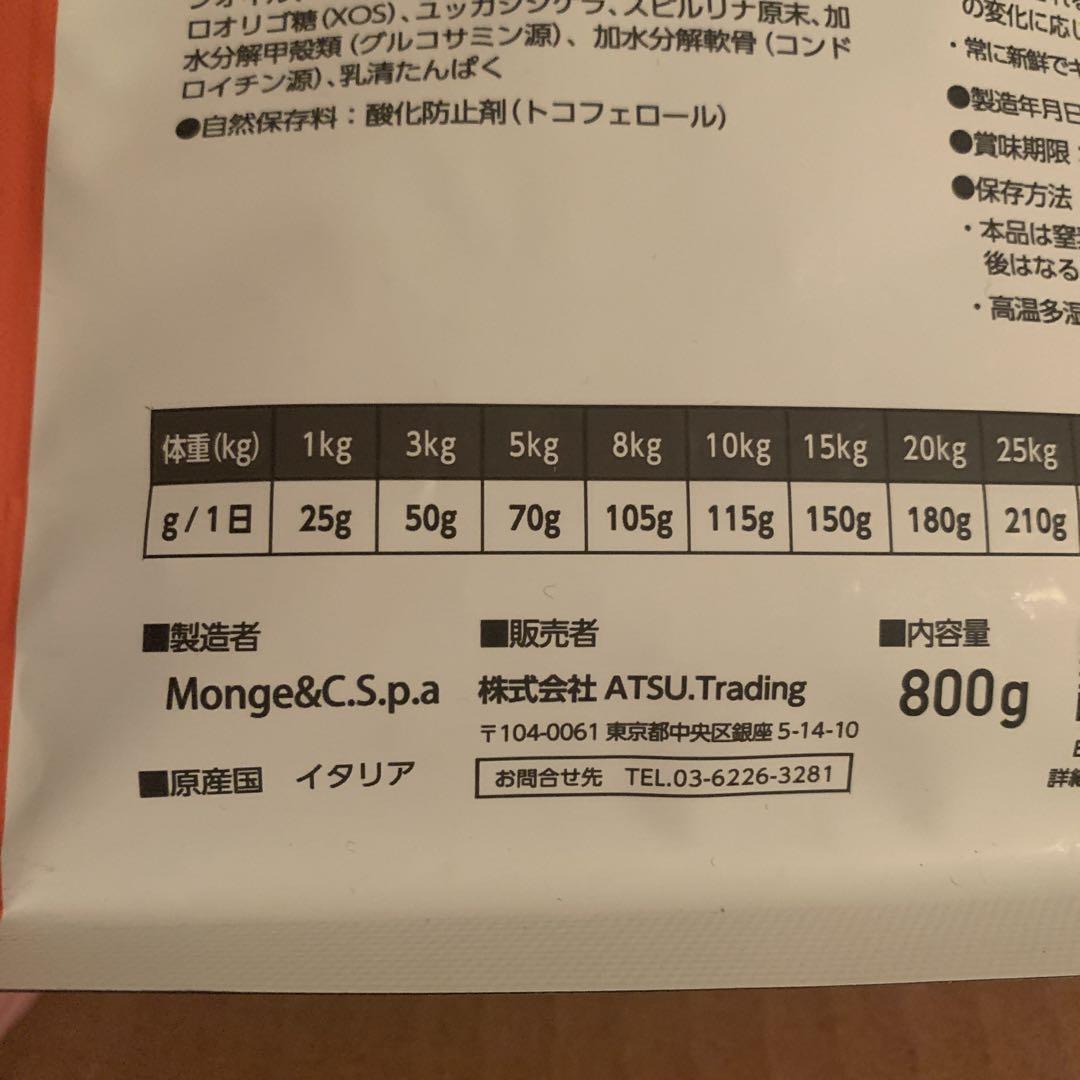 ロオリゴ糖(XOS)、ユッカシジゲラ、スピルリナ原末、加
水分解甲殻類(グルコサミン源)、加水分解軟骨(コンド
ロイチン源)、乳清たんぱく
●自然保存料:酸化防止剤(トコフェロール)
の変化に応じ
・常に新鮮でキ
●製造年月日
●賞味期限:
●保存方法
・本品は窒
後はなる
・高温多湿
体重(kg) 1kg 3kg 5kg 8kg 10kg 15kg 20kg 25kg
g/1日 25g 50g 70g 105g 115g 150g 180g 210g
■製造者
Monge&C.S.p.a
■原産国 イタリア
■販売者
株式会社 ATSU.Trading
〒104-0061 東京都中央区銀座 5-14-10
お問合せ先 TEL.03-6226-3281
■内容量
800g
詳細